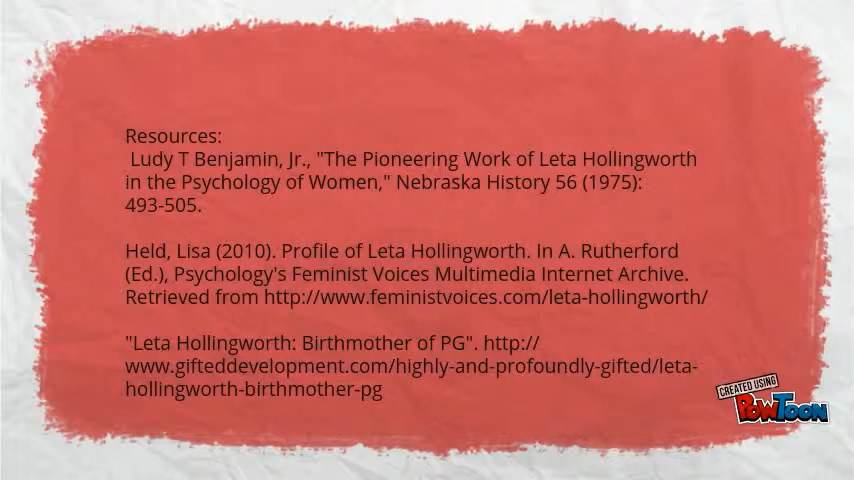 Resources:
Ludy T Benjamin, Jr., "The Pioneering Work of Leta Hollingworth
in the Psychology of Women," Nebraska History 56 (1975):
493-505.
Held, Lisa (2010). Profile of Leta Hollingworth. In A. Rutherford
(Ed.), Psychology's Feminist Voices Multimedia Internet Archive.
Retrieved from http://www.feministvoices.com/leta-hollingworth/
"Leta Hollingworth: Birthmother of PG". http://
www.gifteddevelopment.com/highly-and-profoundly-gifted/leta-
hollingworth-birthmother-pg
CREATED USING
POWTOON